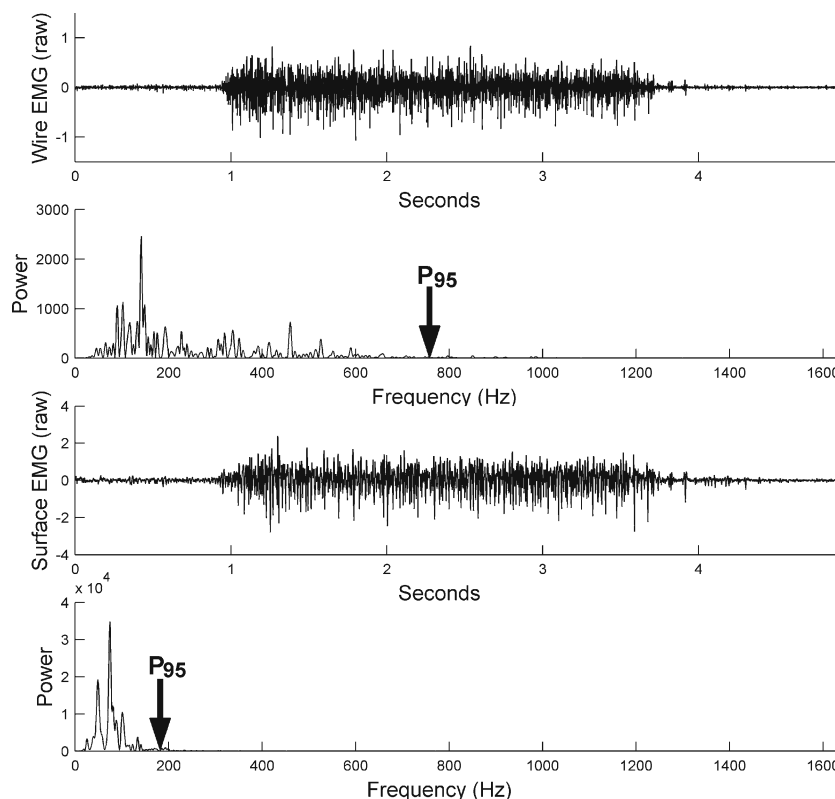 Wire EMG (raw)
1
0
-1
0 1 2 3 4
Seconds
Power
3000
2000
1000
0
P95
200 400 600 800 1000 1200 1400 1600
Frequency (Hz)
Surface EMG (raw)
4
2
0
-2
-4
0 1 2 3 4
Seconds
x 10^4
Power
4
3
2
1
0
P95
0 200 400 600 800 1000 1200 1400 1600
Frequency (Hz)